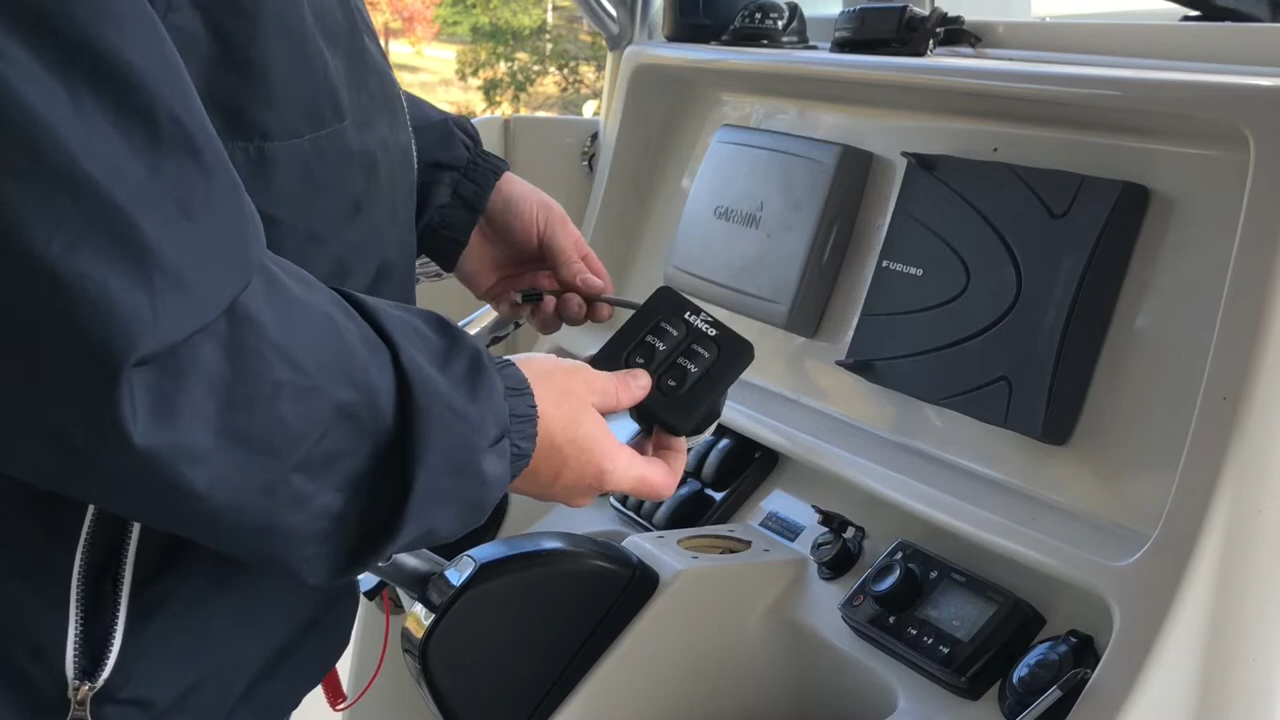 GARMIN
FURUNO
LENCO
DOWN
BOW
UP
DOWN
BOW
UP